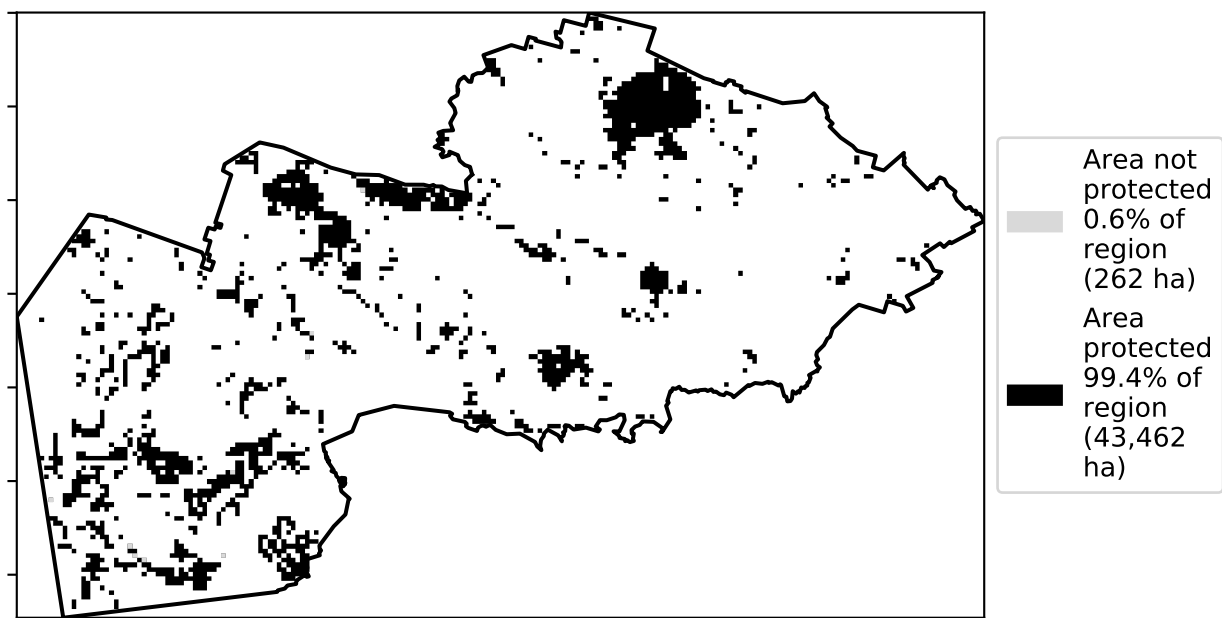 Area not
protected
0.6% of
region
(262 ha)
Area
protected
99.4% of
region
(43,462
ha)